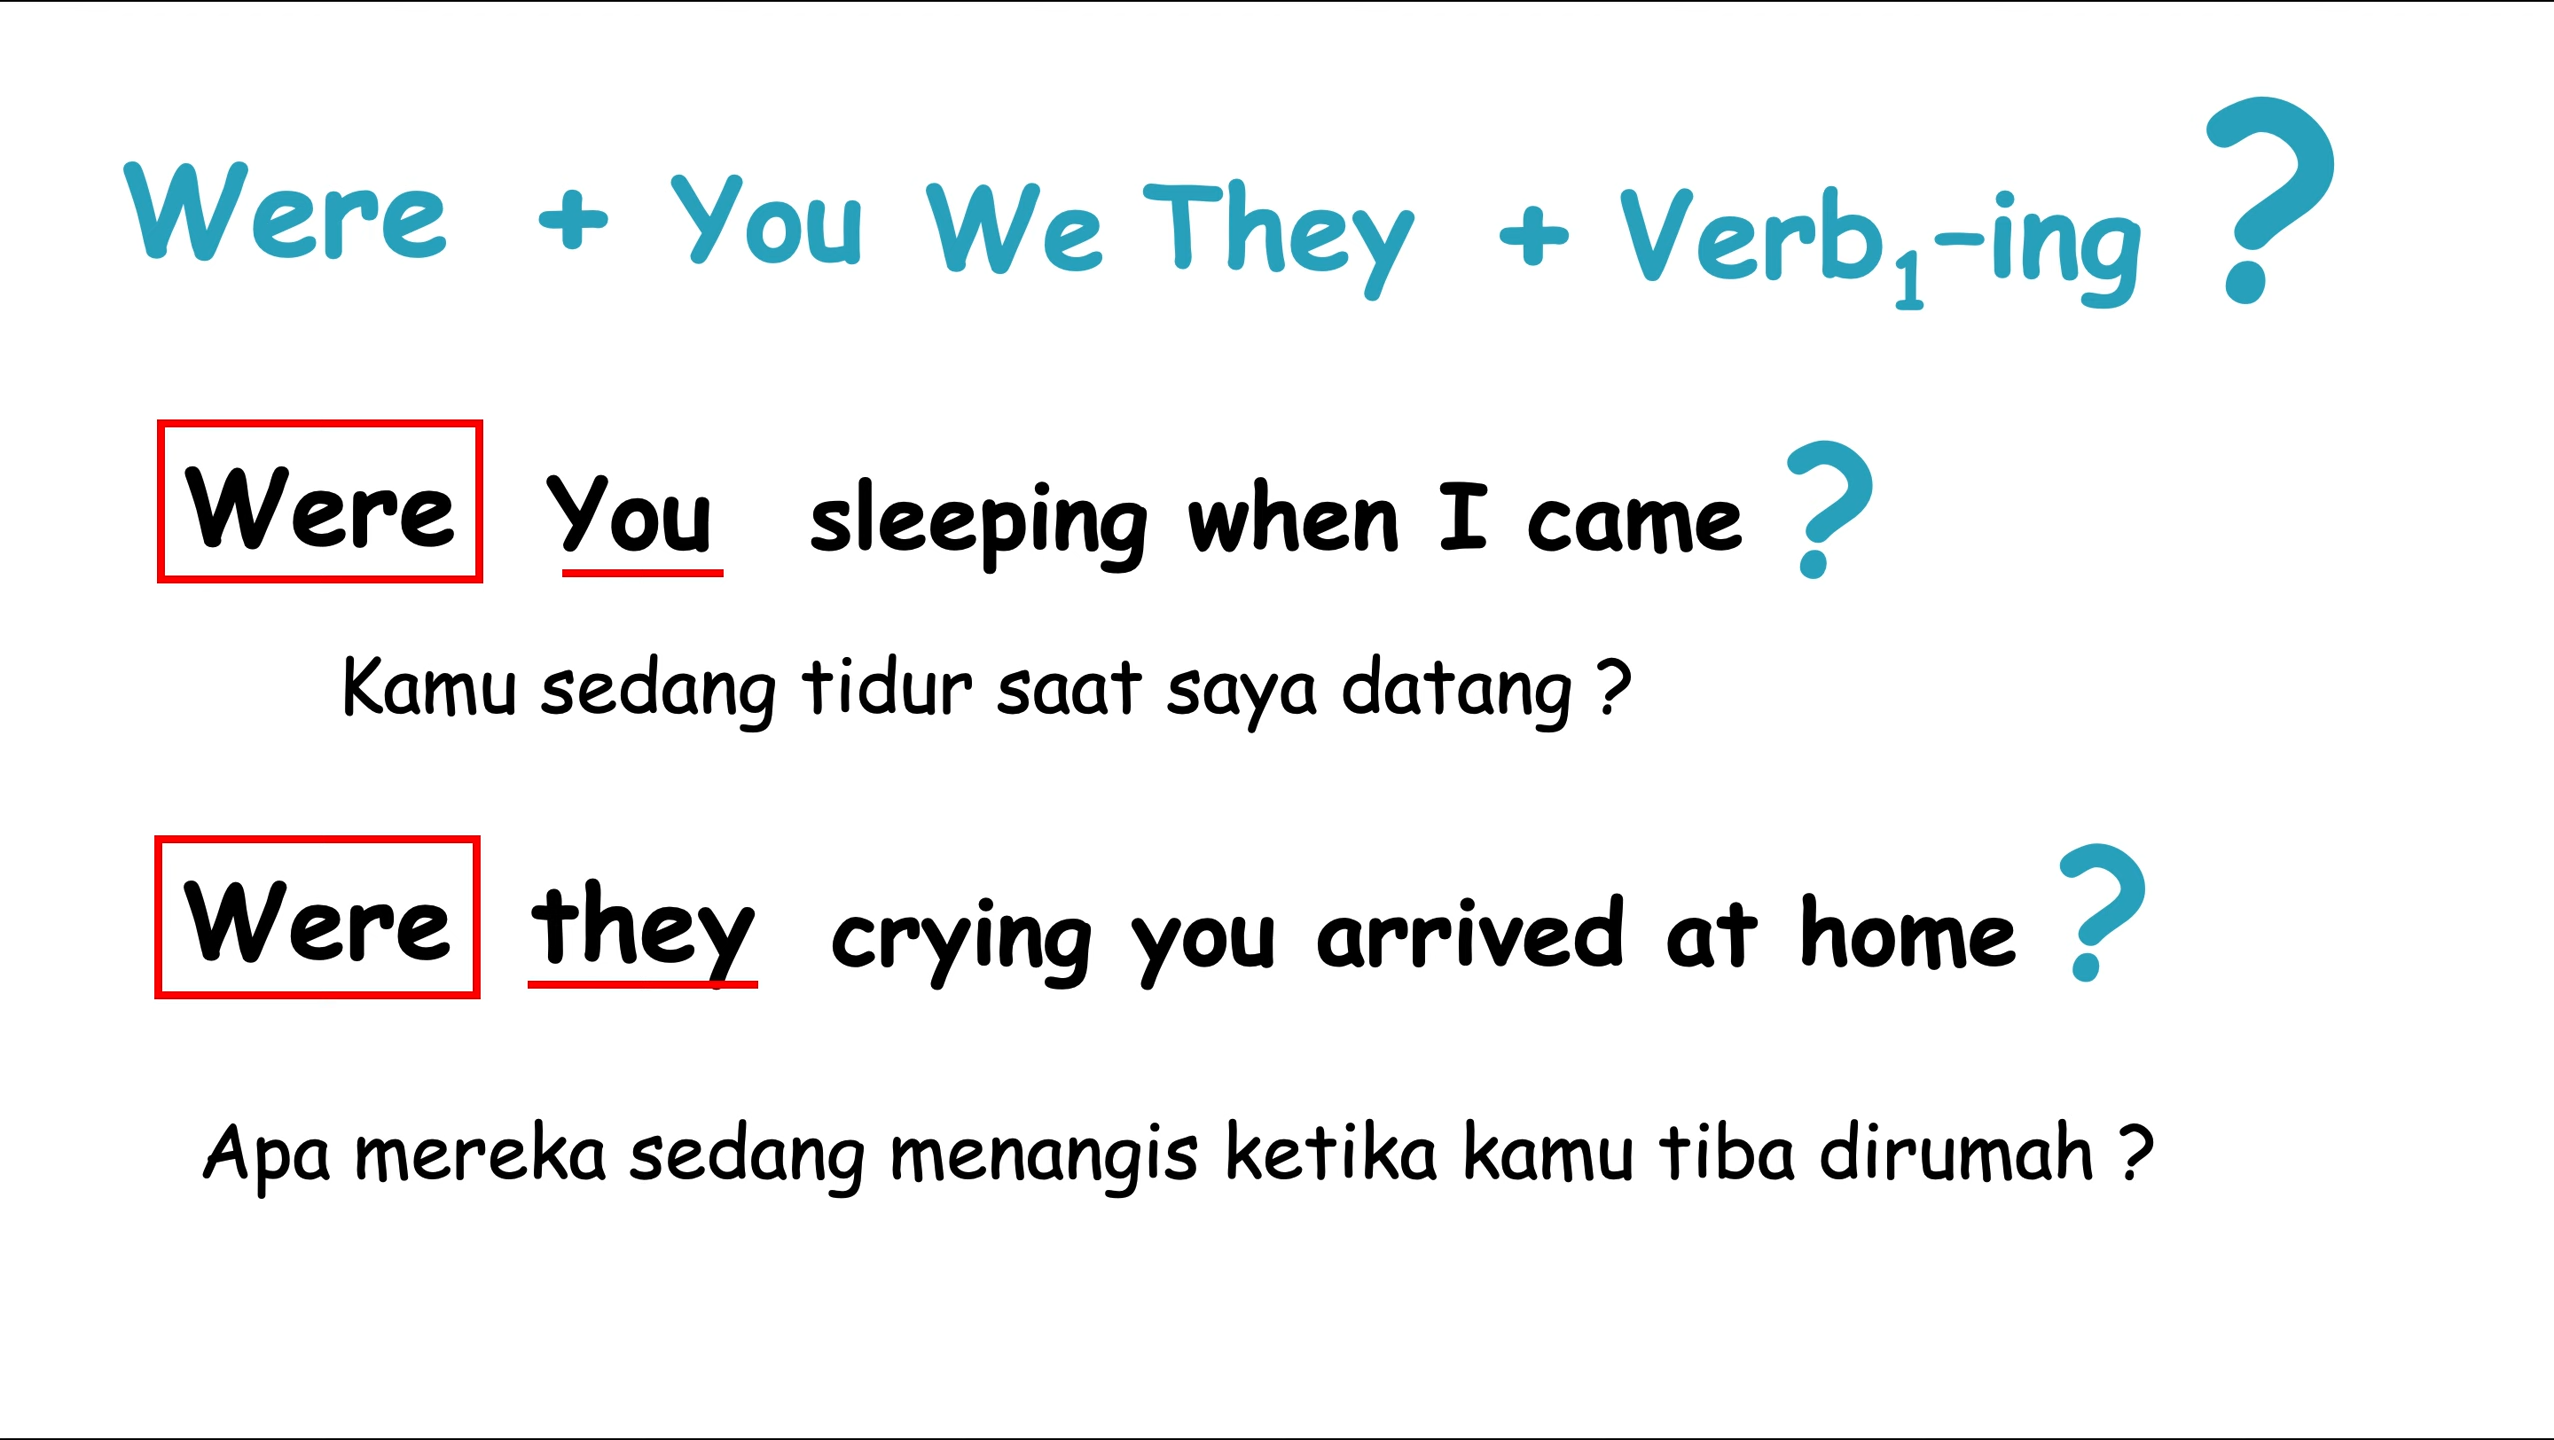 Were + You We They + Verb₁-ing ?
Were You sleeping when I came ?
Kamu sedang tidur saat saya datang ?
Were they crying you arrived at home ?
Apa mereka sedang menangis ketika kamu tiba dirumah ?